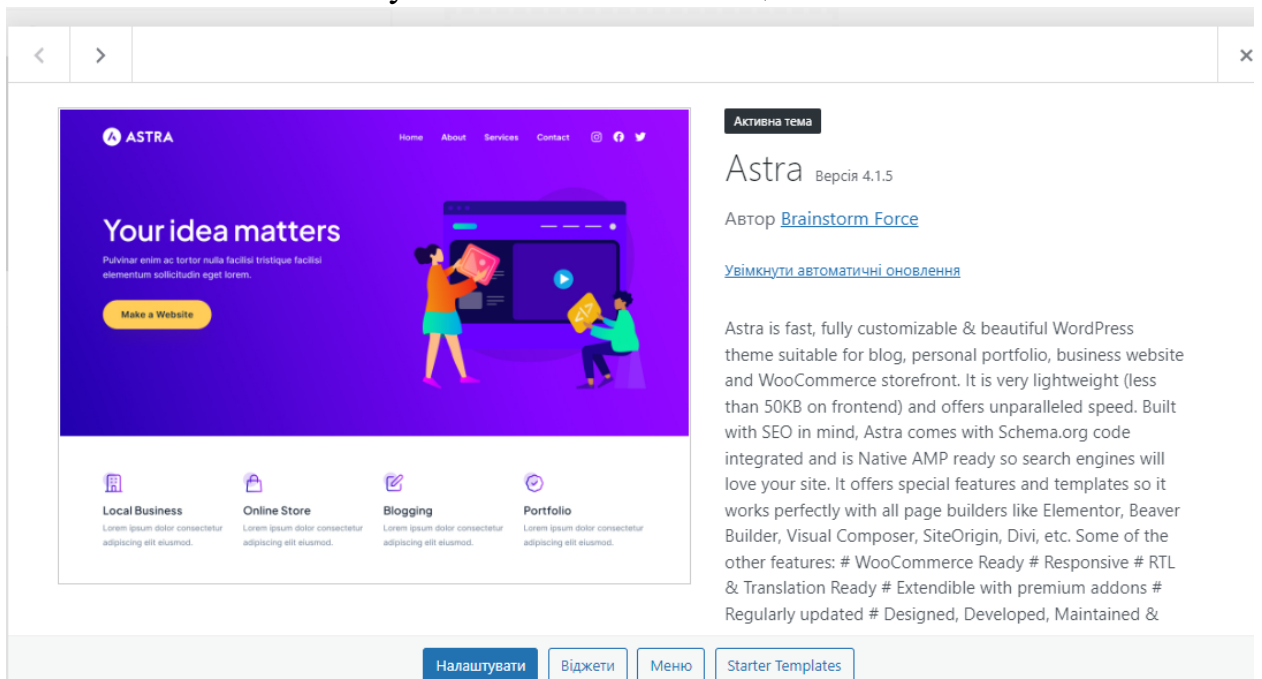 ASTRA
Home About Services Contact
Your idea matters
Pulvinar enim ac tortor nulla facilisi tristique facilisi
elementum sollicitudin eget lorem.
Make a Website
Local Business
Lorem ipsum dolor consectetur
adipiscing elit eiusmod.
Online Store
Lorem ipsum dolor consectetur
adipiscing elit eiusmod.
Blogging
Lorem ipsum dolor consectetur
adipiscing elit eiusmod.
Portfolio
Lorem ipsum dolor consectetur
adipiscing elit eiusmod.
Активна тема
Astra Версія 4.1.5
Автор Brainstorm Force
Увімкнути автоматичні оновлення
Astra is fast, fully customizable & beautiful WordPress
theme suitable for blog, personal portfolio, business website
and WooCommerce storefront. It is very lightweight (less
than 50KB on frontend) and offers unparalleled speed. Built
with SEO in mind, Astra comes with Schema.org code
integrated and is Native AMP ready so search engines will
love your site. It offers special features and templates so it
works perfectly with all page builders like Elementor, Beaver
Builder, Visual Composer, SiteOrigin, Divi, etc. Some of the
other features: # WooCommerce Ready # Responsive # RTL
& Translation Ready # Extendible with premium addons #
Regularly updated # Designed, Developed, Maintained &
Налаштувати Віджети Меню Starter Templates